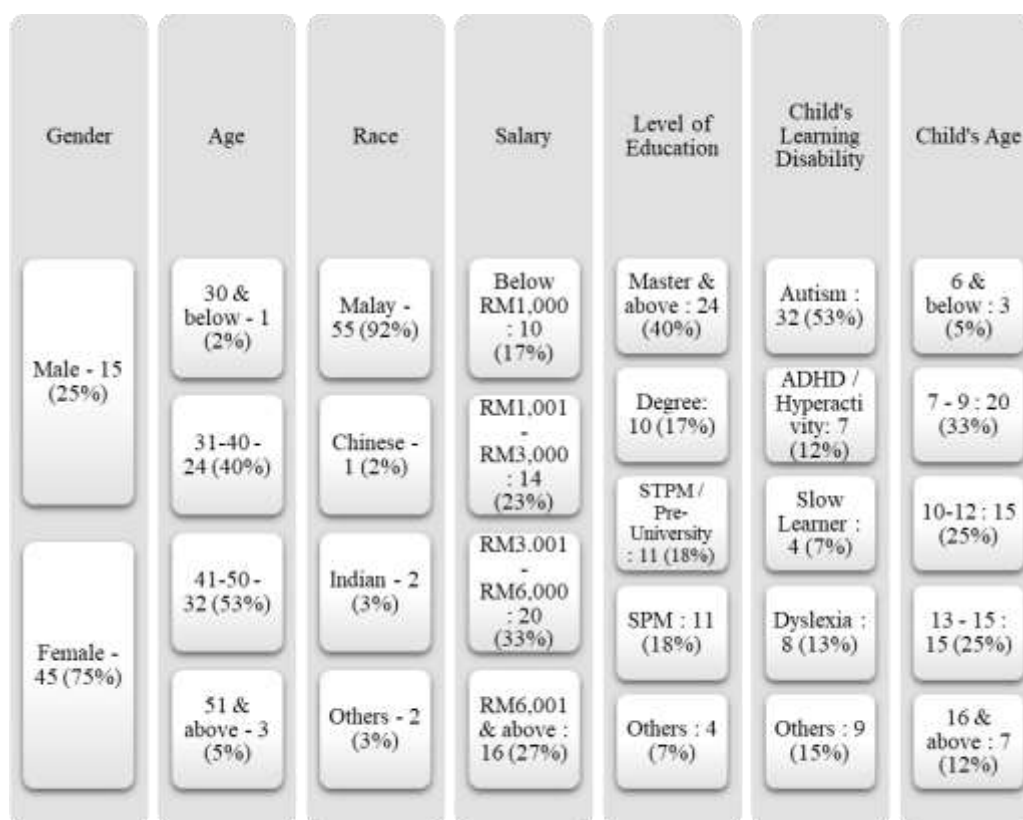 Gender
Male - 15
(25%)
Female -
45 (75%)
Age
30 &
below - 1
(2%)
31-40 -
24 (40%)
41-50 -
32 (53%)
51 &
above - 3
(5%)
Race
Malay -
55 (92%)
Chinese -
1 (2%)
Indian - 2
(3%)
Others - 2
(3%)
Salary
Below
RM1,000
: 10
(17%)
RM1,001
-
RM3,000
: 14
(23%)
RM3.001
-
RM6,000
: 20
(33%)
RM6,001
& above :
16 (27%)
Level of
Education
Master &
above : 24
(40%)
Degree:
10 (17%)
STPM /
Pre-
University
: 11 (18%)
SPM : 11
(18%)
Others : 4
(7%)
Child's
Learning
Disability
Autism :
32 (53%)
ADHD /
Hyperacti
vity: 7
(12%)
Slow
Learner :
4 (7%)
Dyslexia :
8 (13%)
Others : 9
(15%)
Child's Age
6 &
below : 3
(5%)
7 - 9 : 20
(33%)
10-12 : 15
(25%)
13 - 15 :
15 (25%)
16 &
above : 7
(12%)